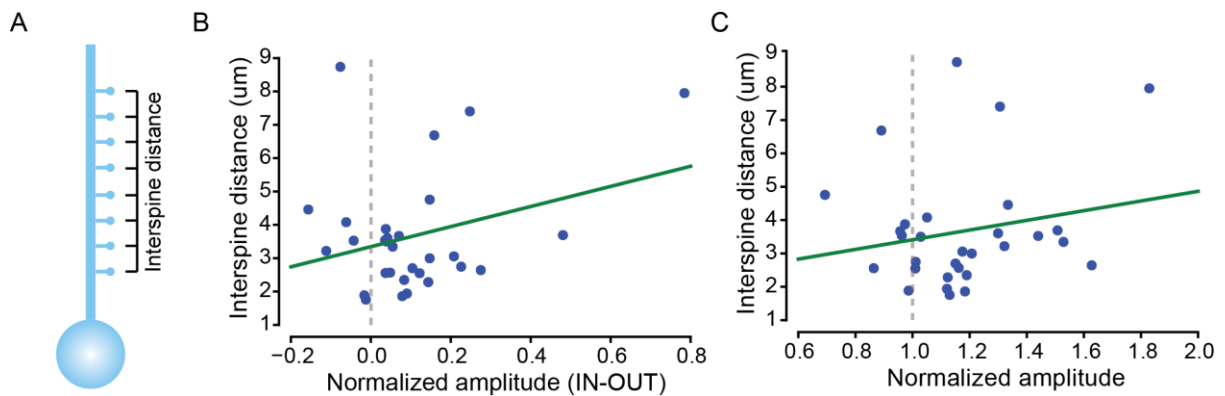 A
Interspine distance
B
Interspine distance (um)
9
8
7
6
5
4
3
2
1
−0.2 0.0 0.2 0.4 0.6 0.8
Normalized amplitude (IN-OUT)
C
Interspine distance (um)
9
8
7
6
5
4
3
2
1
0.6 0.8 1.0 1.2 1.4 1.6 1.8 2.0
Normalized amplitude